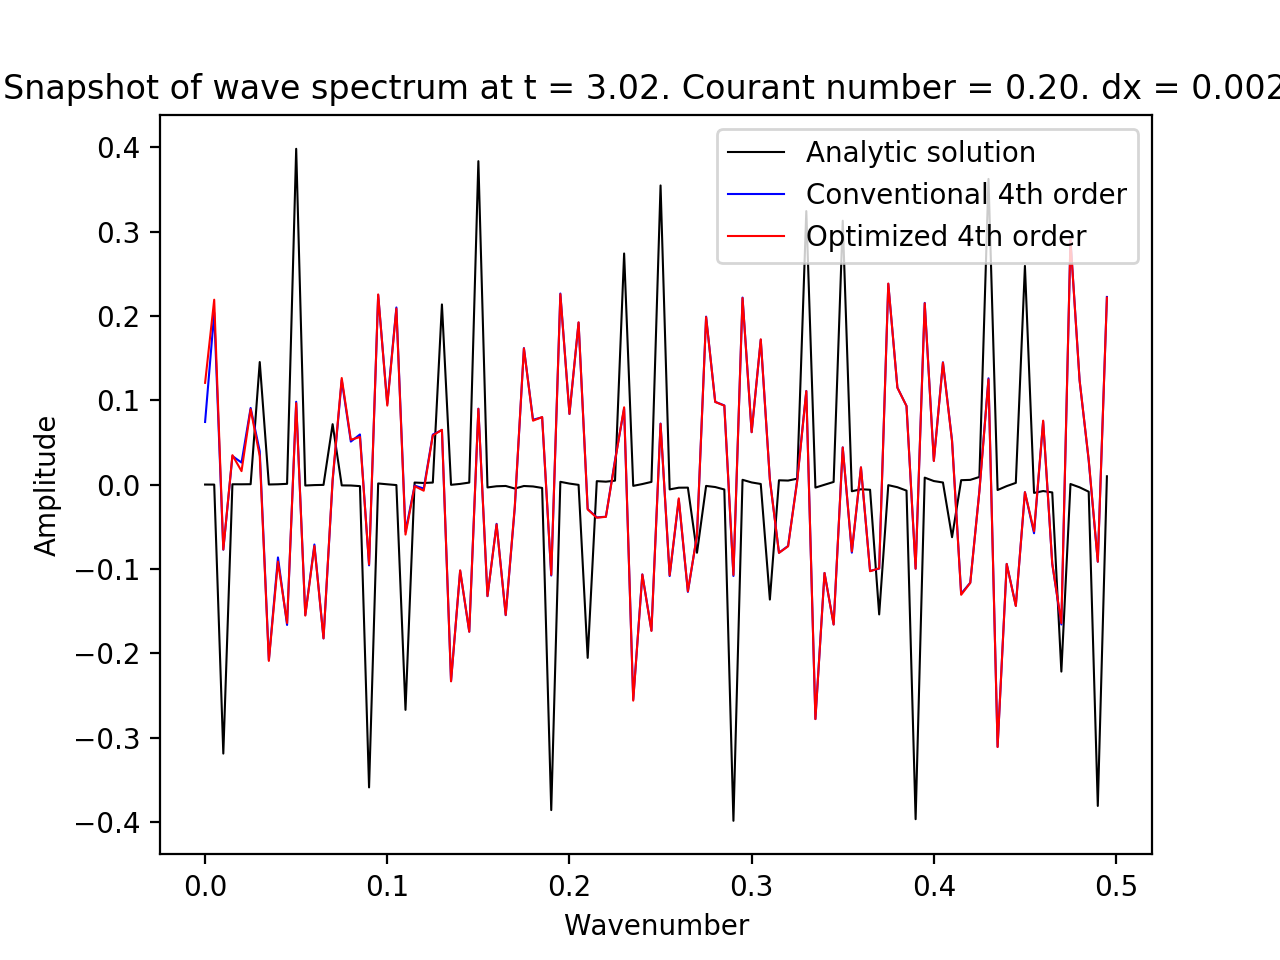 Snapshot of wave spectrum at t = 3.02. Courant number = 0.20. dx = 0.002
Analytic solution
Conventional 4th order
Optimized 4th order
Amplitude
0.4
0.3
0.2
0.1
0.0
−0.1
−0.2
−0.3
−0.4
0.0 0.1 0.2 0.3 0.4 0.5
Wavenumber